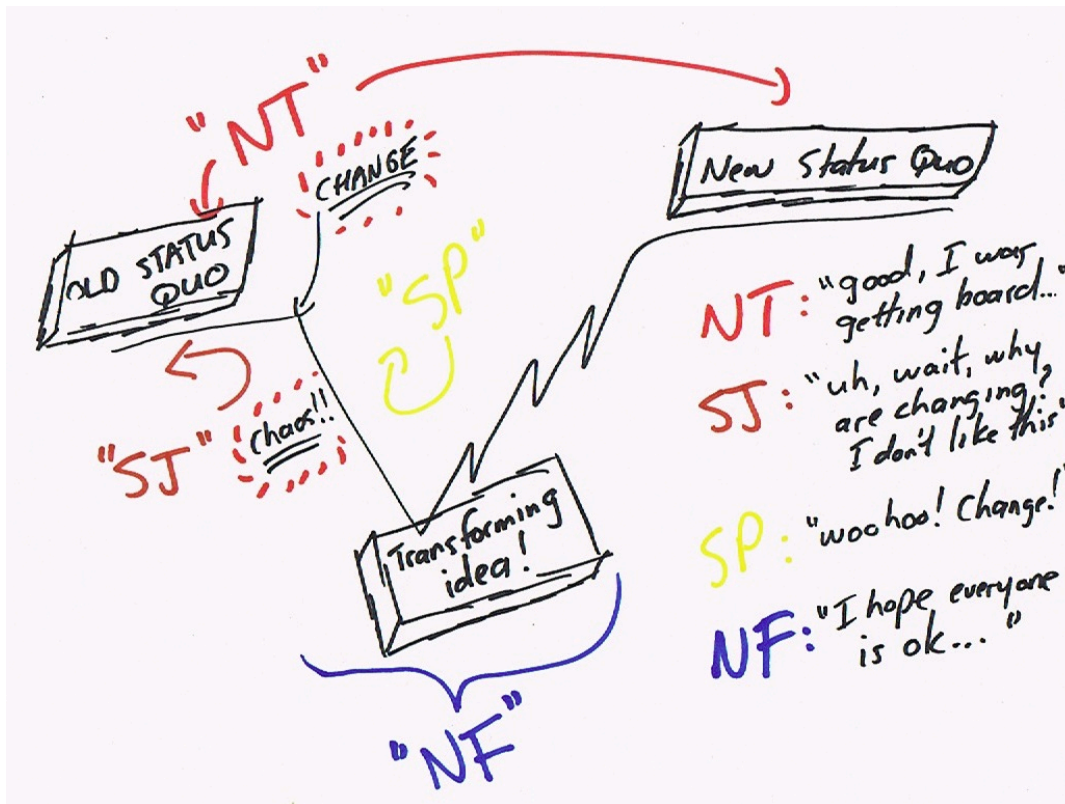 "NT"
CHANGE
New Status Quo
OLD STATUS
QUO
"SP"
NT: "good, I was
getting board..."
SJ: "uh, wait, why
are changing?
I don't like this"
"SJ"
Chaos!!
Transforming
idea!
SP: "woohoo! Change!"
NF: "I hope everyone
is ok..."
"NF"